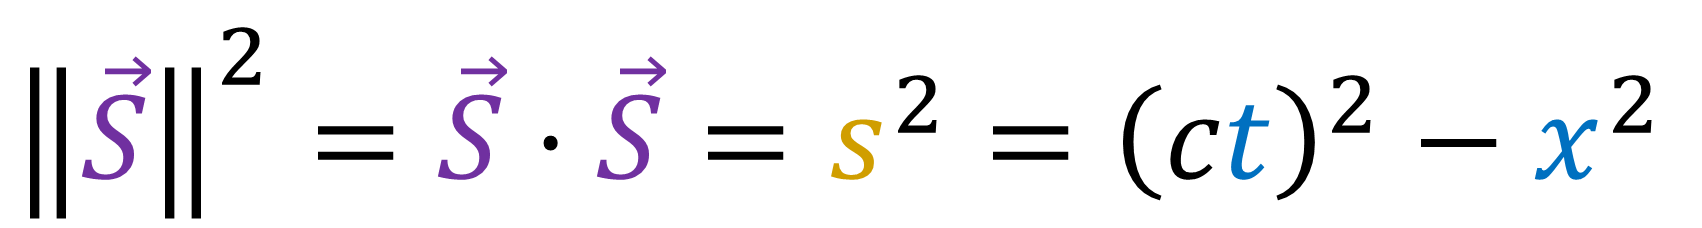 ‖S⃗‖² = S⃗ · S⃗ = s² = (ct)² − x²